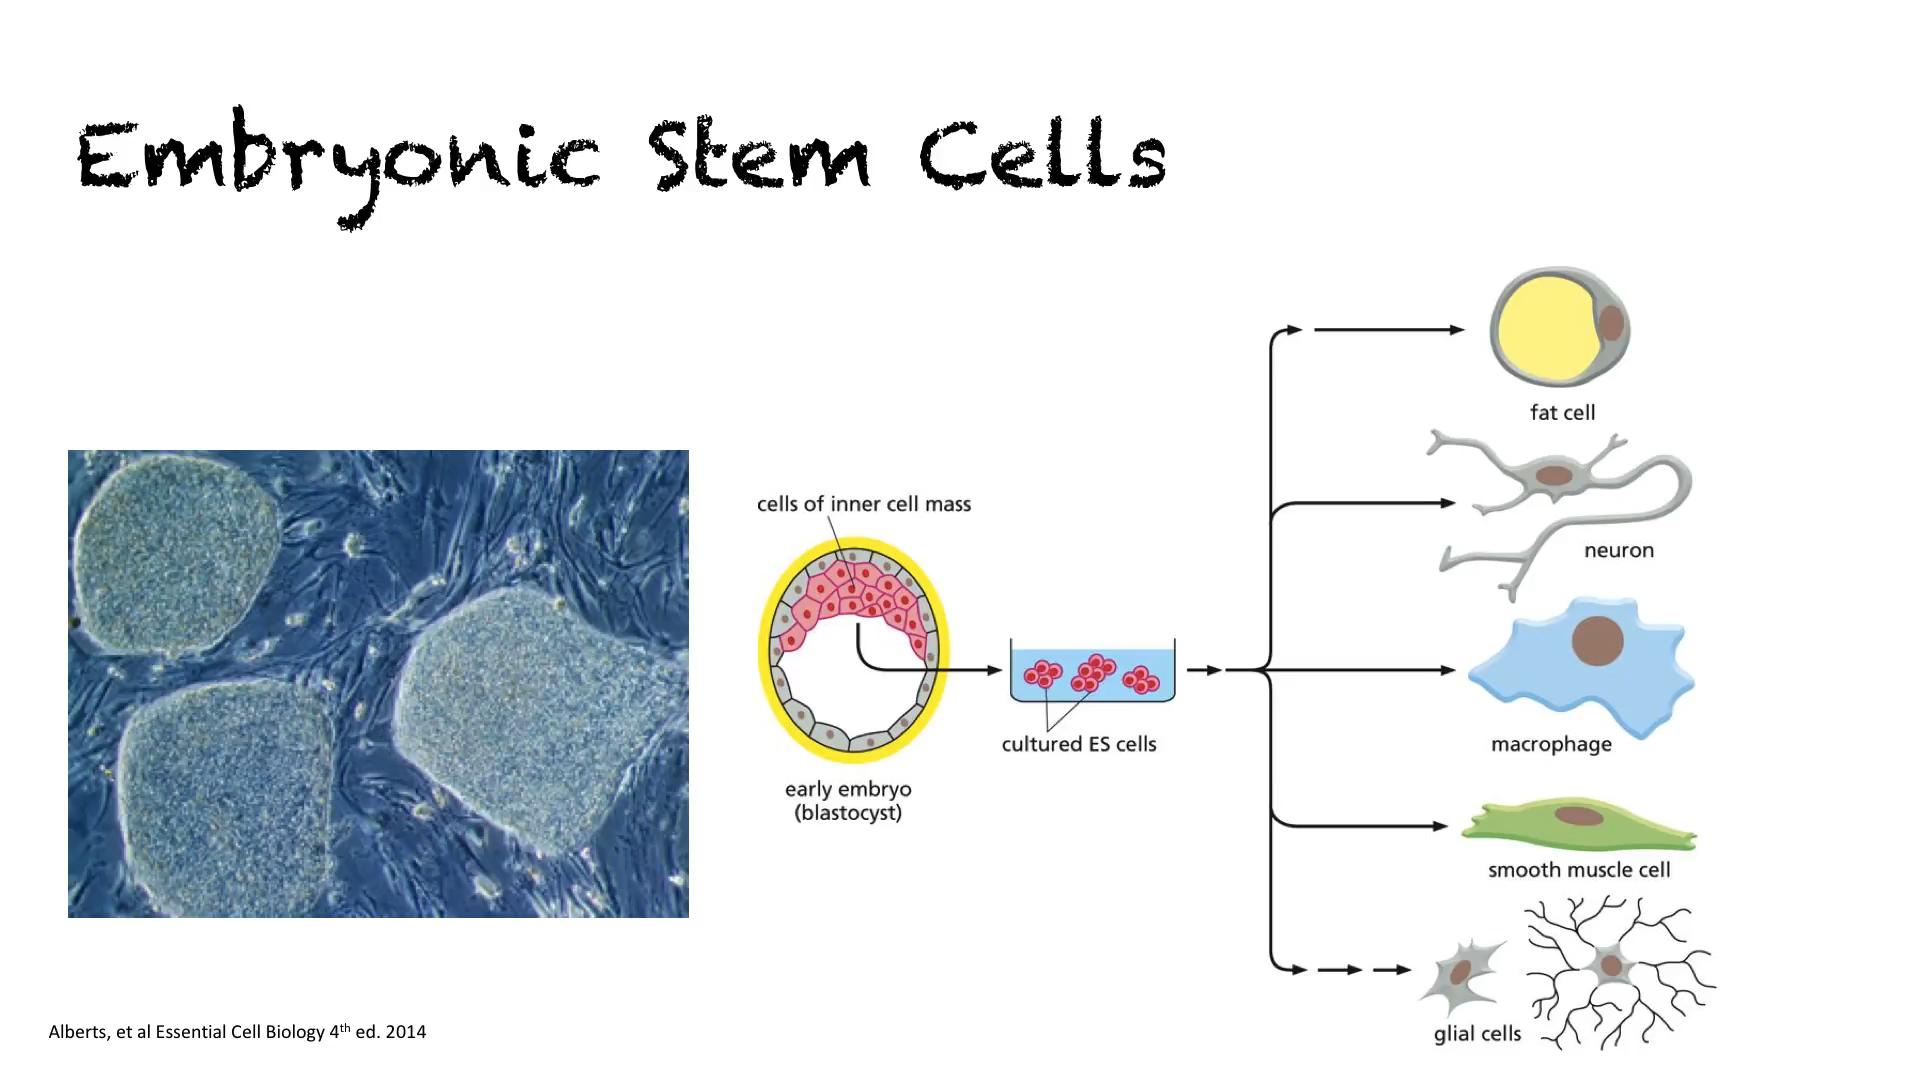 Embryonic Stem Cells
fat cell
cells of inner cell mass
neuron
cultured ES cells
macrophage
early embryo
(blastocyst)
smooth muscle cell
glial cells
Alberts, et al Essential Cell Biology 4th ed. 2014